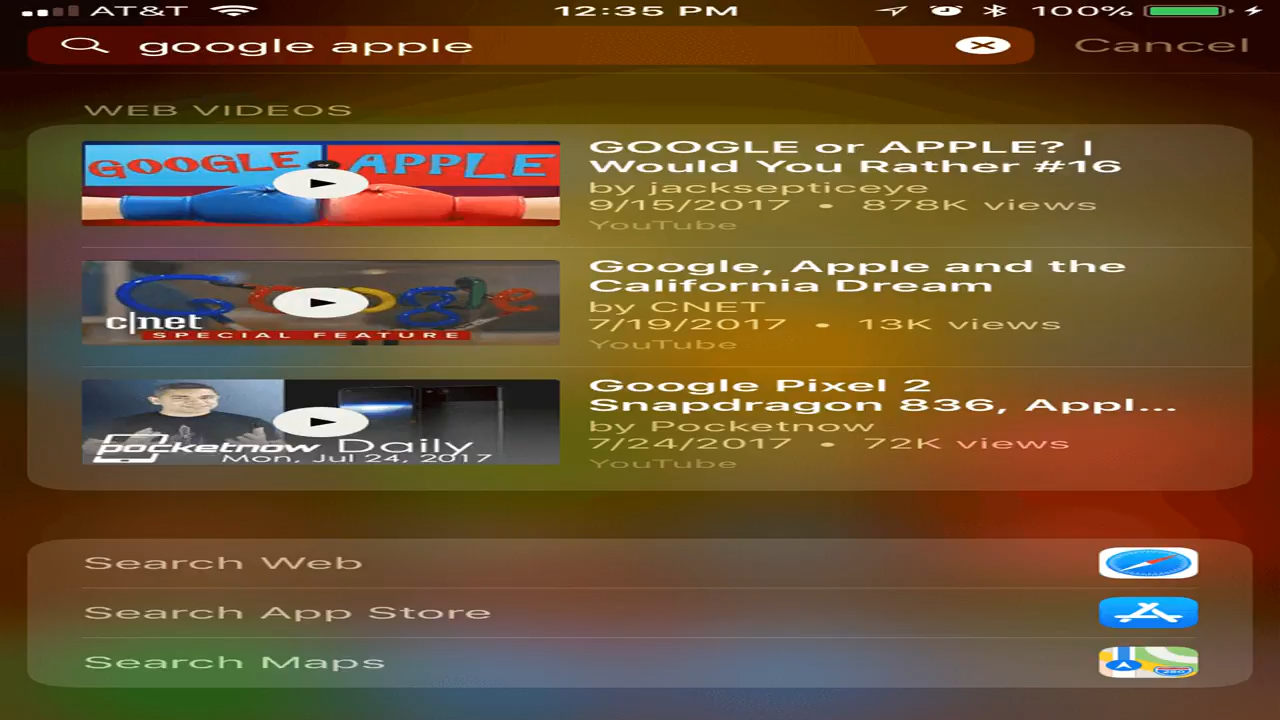 AT&T 12:35 PM 100%
google apple Cancel
WEB VIDEOS
GOOGLE or APPLE
GOOGLE or APPLE? |
Would You Rather #16
by jacksepticeye
9/15/2017 • 878K views
YouTube
Google
c|net
SPECIAL FEATURE
Google, Apple and the
California Dream
by CNET
7/19/2017 • 13K views
YouTube
pocketnow Daily
Mon, Jul 24, 2017
Google Pixel 2
Snapdragon 836, Appl...
by Pocketnow
7/24/2017 • 72K views
YouTube
Search Web
Search App Store
Search Maps
280